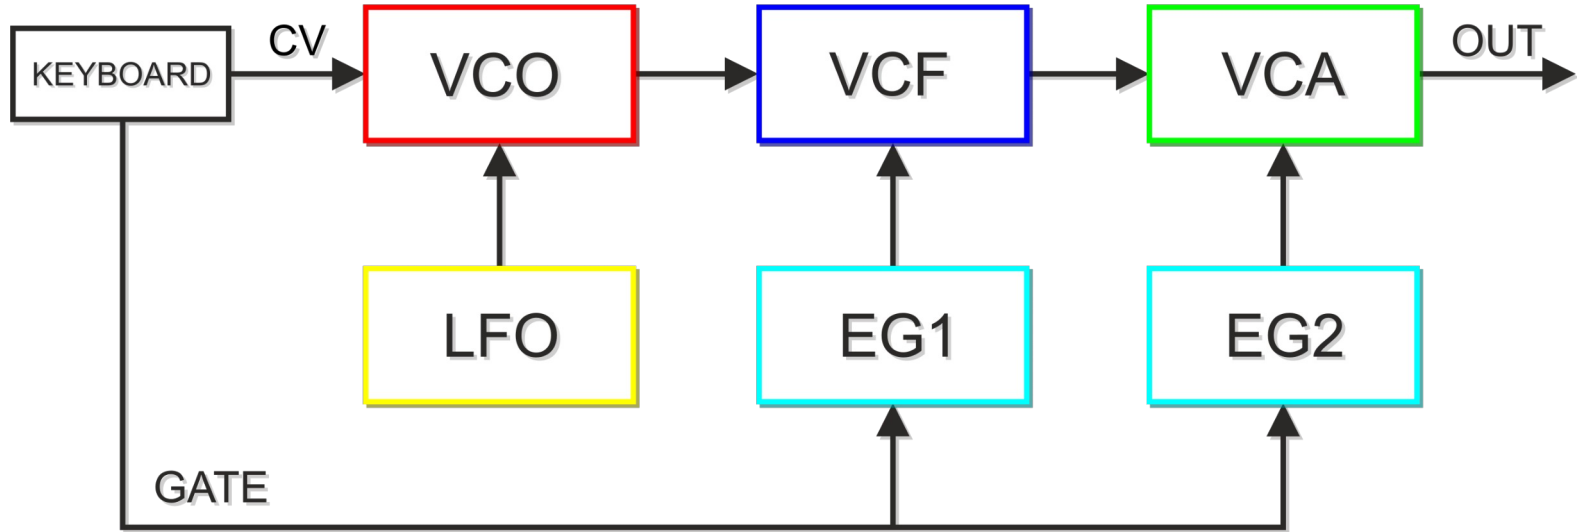 CV
OUT
KEYBOARD
VCO
VCF
VCA
LFO
EG1
EG2
GATE